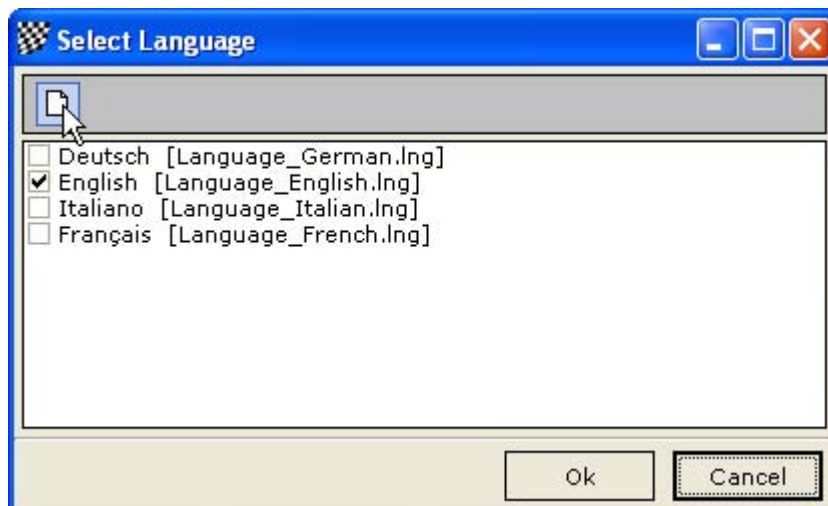 Select Language
Deutsch [Language_German.lng]
English [Language_English.lng]
Italiano [Language_Italian.lng]
Français [Language_French.lng]
Ok
Cancel